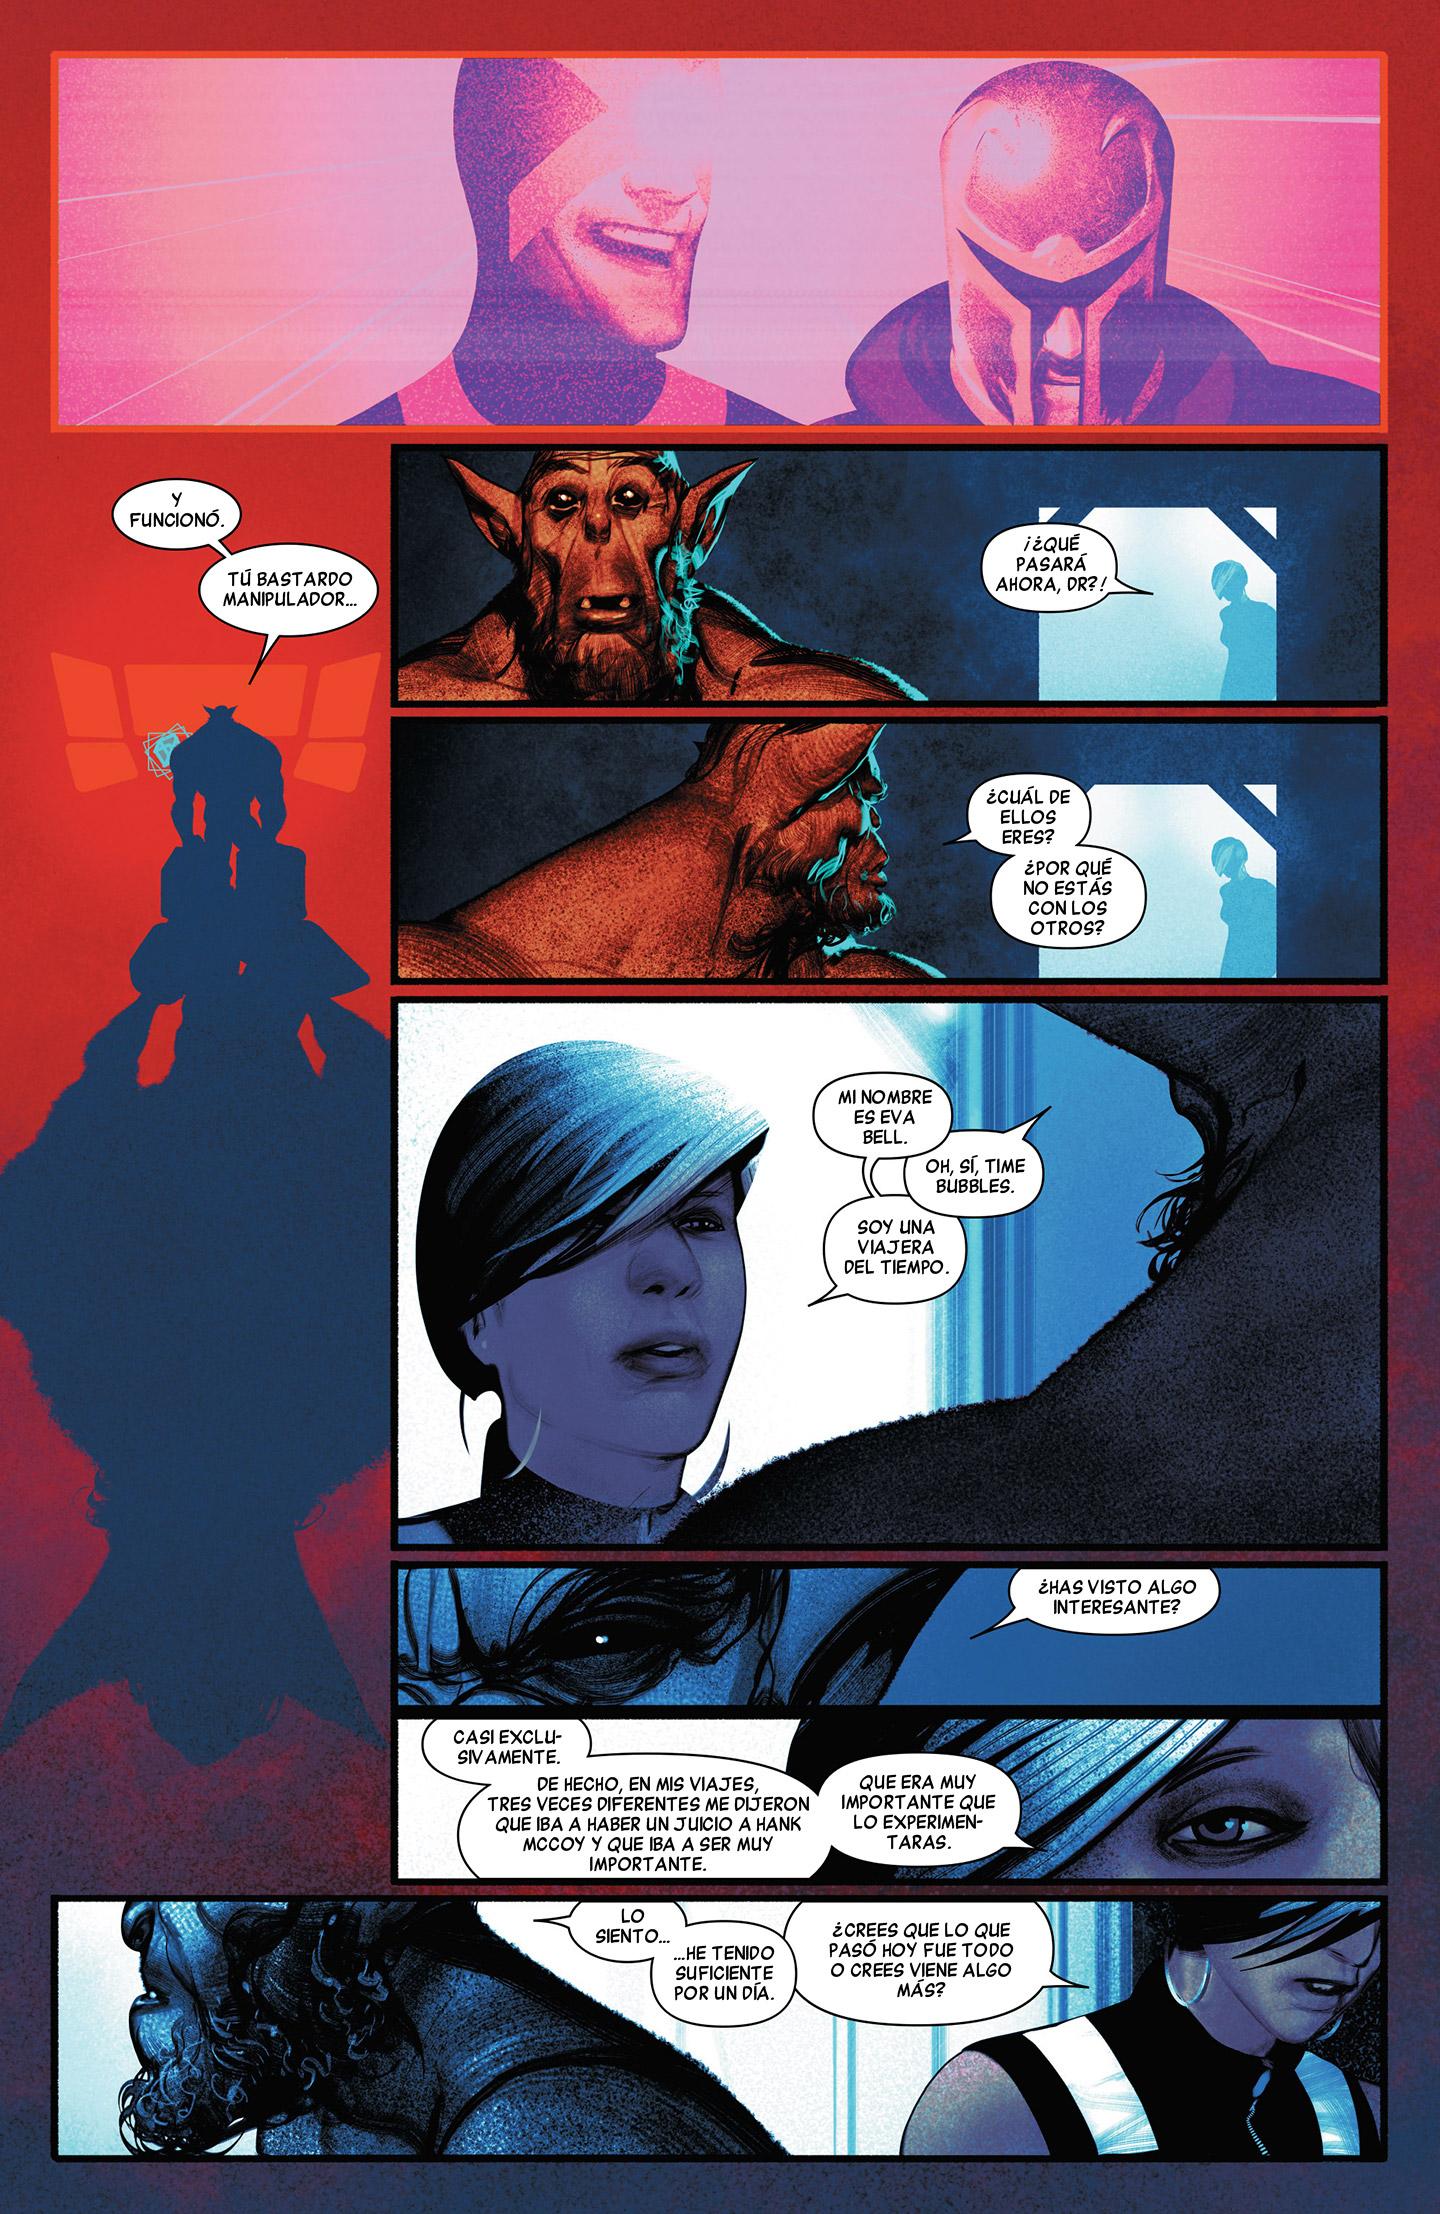 Y
FUNCIONÓ.
TÚ BASTARDO
MANIPULADOR...
¡¿QUÉ
PASARÁ
AHORA, DR?!
¿CUÁL DE
ELLOS
ERES?
¿POR QUÉ
NO ESTÁS
CON LOS
OTROS?
MI NOMBRE
ES EVA
BELL.
OH, SÍ, TIME
BUBBLES.
SOY UNA
VIAJERA
DEL TIEMPO.
¿HAS VISTO ALGO
INTERESANTE?
CASI EXCLU-
SIVAMENTE.
DE HECHO, EN MIS VIAJES,
TRES VECES DIFERENTES ME DIJERON
QUE IBA A HABER UN JUICIO A HANK
MCCOY Y QUE IBA A SER MUY
IMPORTANTE.
QUE ERA MUY
IMPORTANTE QUE
LO EXPERIMEN-
TARAS.
LO
SIENTO...
...HE TENIDO
SUFICIENTE
POR UN DÍA.
¿CREES QUE LO QUE
PASÓ HOY FUE TODO
O CREES VIENE ALGO
MÁS?